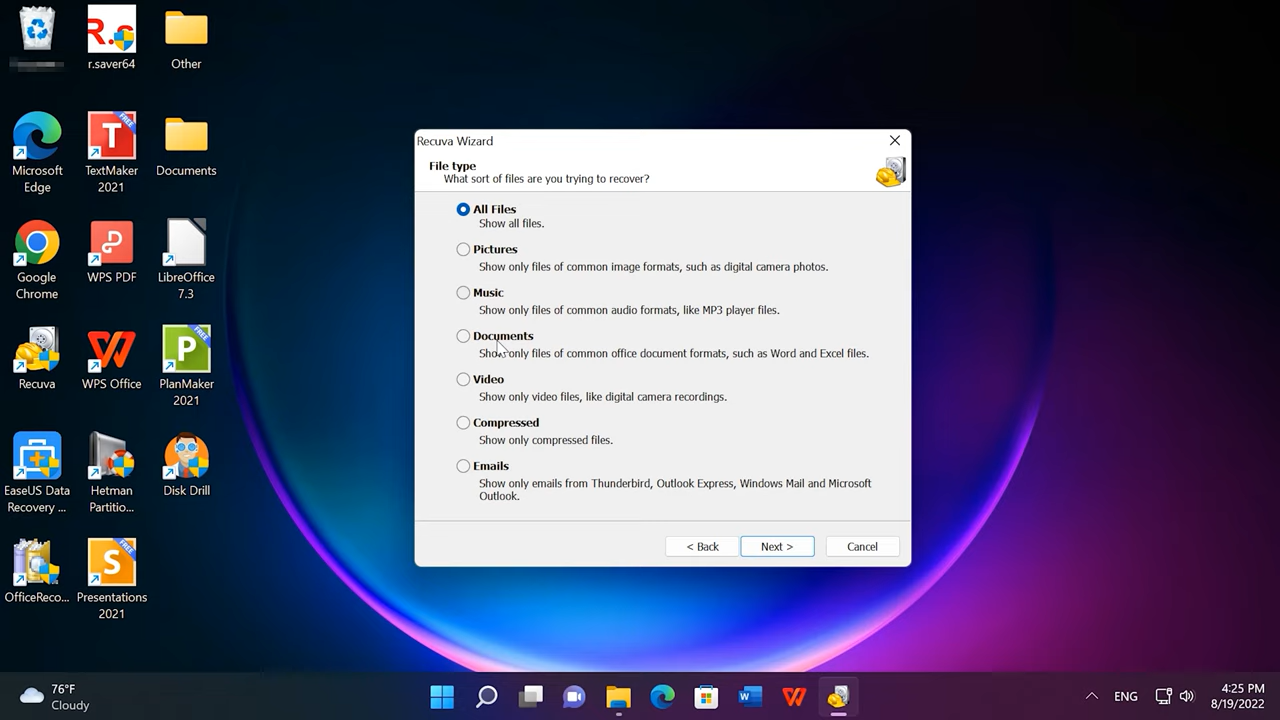 R.s
r.saver64
Other
Microsoft
Edge
FREE
T
TextMaker
2021
Documents
Google
Chrome
WPS PDF
LibreOffice
7.3
Recuva
WPS Office
FREE
P
PlanMaker
2021
EaseUS Data
Recovery ...
Hetman
Partitio...
Disk Drill
OfficeReco...
FREE
S
Presentations
2021
Recuva Wizard
File type
What sort of files are you trying to recover?
All Files
Show all files.
Pictures
Show only files of common image formats, such as digital camera photos.
Music
Show only files of common audio formats, like MP3 player files.
Documents
Show only files of common office document formats, such as Word and Excel files.
Video
Show only video files, like digital camera recordings.
Compressed
Show only compressed files.
Emails
Show only emails from Thunderbird, Outlook Express, Windows Mail and Microsoft
Outlook.
< Back
Next >
Cancel
76°F
Cloudy
ENG
4:25 PM
8/19/2022